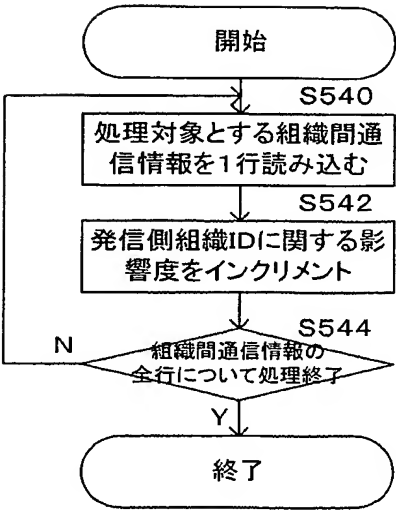 開始
S540
処理対象とする組織間通
信情報を1行読み込む
S542
発信側組織IDに関する影
響度をインクリメント
S544
N
組織間通信情報の
全行について処理終了
Y
終了